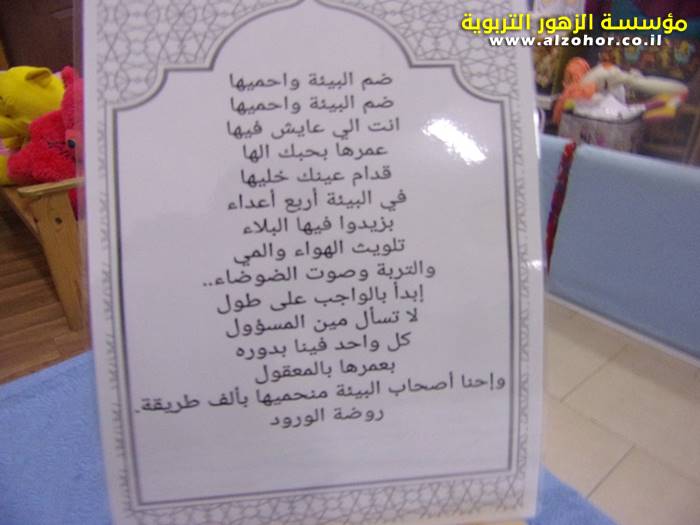 مؤسسة الزهور التربوية
www.alzohor.co.il
ضم البيئة واحميها
ضم البيئة واحميها
انت الي عايش فيها
عمرها بحبك الها
قدام عينك خليها
في البيئة أربع أعداء
بزيدوا فيها البلاء
تلويث الهواء والمي
والتربة وصوت الضوضاء..
إبدأ بالواجب على طول
لا تسأل مين المسؤول
كل واحد فينا بدوره
بعمرها بالمعقول
وإحنا أصحاب البيئة منحميها بألف طريقة.
روضة الورود